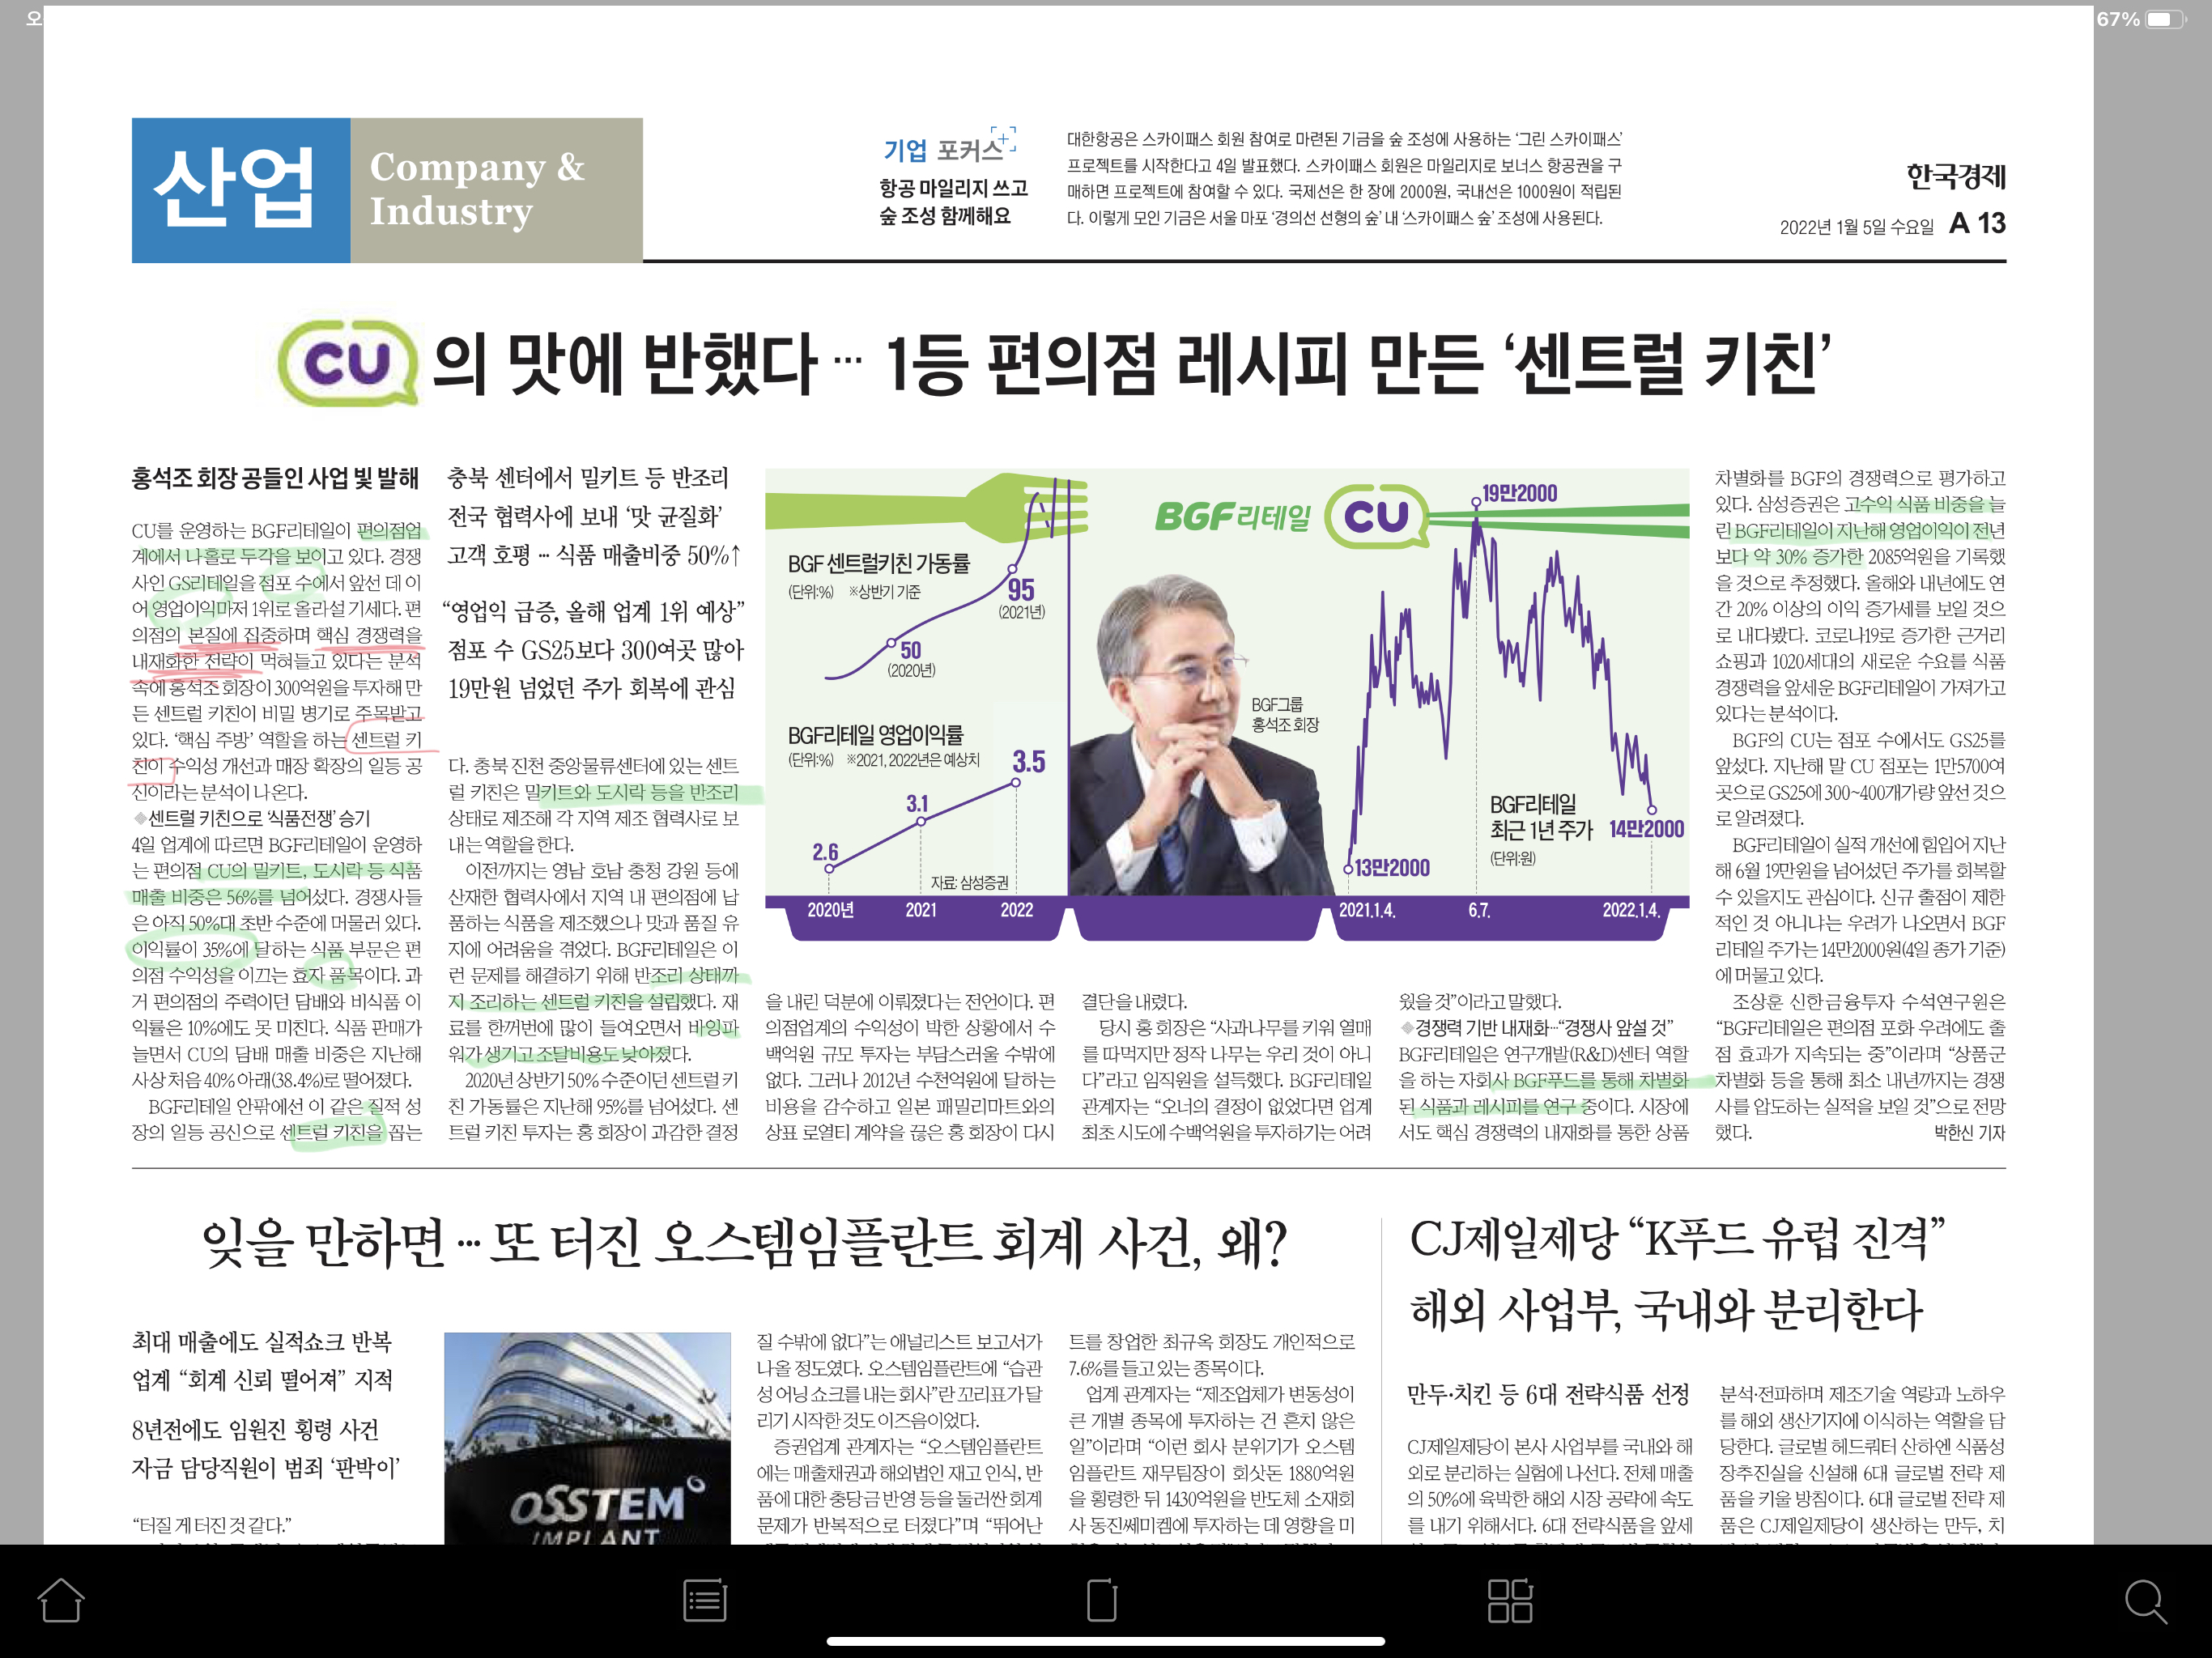 오
67%
산업
Company &
Industry
기업 포커스
항공 마일리지 쓰고
숲 조성 함께해요
대한항공은 스카이패스 회원 참여로 마련된 기금을 숲 조성에 사용하는 ‘그린 스카이패스’
프로젝트를 시작한다고 4일 발표했다. 스카이패스 회원은 마일리지로 보너스 항공권을 구
매하면 프로젝트에 참여할 수 있다. 국제선은 한 장에 2000원, 국내선은 1000원이 적립된
다. 이렇게 모인 기금은 서울 마포 ‘경의선 선형의 숲’ 내 ‘스카이패스 숲’ 조성에 사용된다.
한국경제
2022년 1월 5일 수요일 A 13
CU의 맛에 반했다… 1등 편의점 레시피 만든 ‘센트럴 키친’
홍석조 회장 공들인 사업 빛 발해
CU를 운영하는 BGF리테일이 편의점업
계에서 나홀로 두각을 보이고 있다. 경쟁
사인 GS리테일을 점포 수에서 앞선 데 이
어 영업이익마저 1위로 올라설 기세다. 편
의점의 본질에 집중하며 핵심 경쟁력을
내재화한 전략이 먹혀들고 있다는 분석
속에 홍석조 회장이 300억원을 투자해 만
든 센트럴 키친이 비밀 병기로 주목받고
있다. ‘핵심 주방’ 역할을 하는 센트럴 키
친이 수익성 개선과 매장 확장의 일등 공
신이라는 분석이 나온다.
◆센트럴 키친으로 ‘식품전쟁’ 승기
4일 업계에 따르면 BGF리테일이 운영하
는 편의점 CU의 밀키트, 도시락 등 식품
매출 비중은 56%를 넘어섰다. 경쟁사들
은 아직 50%대 초반 수준에 머물러 있다.
이익률이 35%에 달하는 식품 부문은 편
의점 수익성을 이끄는 효자 품목이다. 과
거 편의점의 주력이던 담배와 비식품 이
익률은 10%에도 못 미친다. 식품 판매가
늘면서 CU의 담배 매출 비중은 지난해
사상 처음 40% 아래(38.4%)로 떨어졌다.
BGF리테일 안팎에선 이 같은 실적 성
장의 일등 공신으로 센트럴 키친을 꼽는
충북 센터에서 밀키트 등 반조리
전국 협력사에 보내 ‘맛 균질화’
고객 호평 … 식품 매출비중 50%↑
“영업익 급증, 올해 업계 1위 예상”
점포 수 GS25보다 300여곳 많아
19만원 넘었던 주가 회복에 관심
다. 충북 진천 중앙물류센터에 있는 센트
럴 키친은 밀키트와 도시락 등을 반조리
상태로 제조해 각 지역 제조 협력사로 보
내는 역할을 한다.
이전까지는 영남 호남 충청 강원 등에
산재한 협력사에서 지역 내 편의점에 납
품하는 식품을 제조했으나 맛과 품질 유
지에 어려움을 겪었다. BGF리테일은 이
런 문제를 해결하기 위해 반조리 상태까
지 조리하는 센트럴 키친을 설립했다. 재
료를 한꺼번에 많이 들여오면서 바잉파
워가 생기고 조달비용도 낮아졌다.
2020년 상반기 50% 수준이던 센트럴 키
친 가동률은 지난해 95%를 넘어섰다. 센
트럴 키친 투자는 홍 회장이 과감한 결정
BGF 센트럴키친 가동률
(단위:%) ※상반기 기준
95
(2021년)
50
(2020년)
BGF리테일 영업이익률
(단위:%) ※2021, 2022년은 예상치
3.5
3.1
2.6
자료: 삼성증권
2020년 2021 2022
BGF리테일 CU
BGF그룹
홍석조 회장
19만2000
BGF리테일
최근 1년 주가
(단위:원)
14만2000
13만2000
2021.1.4. 6.7. 2022.1.4.
을 내린 덕분에 이뤄졌다는 전언이다. 편
의점업계의 수익성이 박한 상황에서 수
백억원 규모 투자는 부담스러울 수밖에
없다. 그러나 2012년 수천억원에 달하는
비용을 감수하고 일본 패밀리마트와의
상표 로열티 계약을 끊은 홍 회장이 다시
결단을 내렸다.
당시 홍 회장은 “사과나무를 키워 열매
를 따먹지만 정작 나무는 우리 것이 아니
다”라고 임직원을 설득했다. BGF리테일
관계자는 “오너의 결정이 없었다면 업계
최초 시도에 수백억원을 투자하기는 어려
웠을 것”이라고 말했다.
◆경쟁력 기반 내재화…“경쟁사 앞설 것”
BGF리테일은 연구개발(R&D)센터 역할
을 하는 자회사 BGF푸드를 통해 차별화
된 식품과 레시피를 연구 중이다. 시장에
서도 핵심 경쟁력의 내재화를 통한 상품
차별화를 BGF의 경쟁력으로 평가하고
있다. 삼성증권은 고수익 식품 비중을 늘
린 BGF리테일이 지난해 영업이익이 전년
보다 약 30% 증가한 2085억원을 기록했
을 것으로 추정했다. 올해와 내년에도 연
간 20% 이상의 이익 증가세를 보일 것으
로 내다봤다. 코로나19로 증가한 근거리
쇼핑과 1020세대의 새로운 수요를 식품
경쟁력을 앞세운 BGF리테일이 가져가고
있다는 분석이다.
BGF의 CU는 점포 수에서도 GS25를
앞섰다. 지난해 말 CU 점포는 1만5700여
곳으로 GS25에 300~400개가량 앞선 것으
로 알려졌다.
BGF리테일이 실적 개선에 힘입어 지난
해 6월 19만원을 넘어섰던 주가를 회복할
수 있을지도 관심이다. 신규 출점이 제한
적인 것 아니냐는 우려가 나오면서 BGF
리테일 주가는 14만2000원(4일 종가 기준)
에 머물고 있다.
조상훈 신한금융투자 수석연구원은
“BGF리테일은 편의점 포화 우려에도 출
점 효과가 지속되는 중”이라며 “상품군
차별화 등을 통해 최소 내년까지는 경쟁
사를 압도하는 실적을 보일 것”으로 전망
했다. 박한신 기자
잊을 만하면 … 또 터진 오스템임플란트 회계 사건, 왜?
최대 매출에도 실적쇼크 반복
업계 “회계 신뢰 떨어져” 지적
8년전에도 임원진 횡령 사건
자금 담당직원이 범죄 ‘판박이’
“터질 게 터진 것 같다.”
OSSTEM
IMPLANT
질 수밖에 없다”는 애널리스트 보고서가
나올 정도였다. 오스템임플란트에 “습관
성 어닝 쇼크를 내는 회사”란 꼬리표가 달
리기 시작한 것도 이즈음이었다.
증권업계 관계자는 “오스템임플란트
에는 매출채권과 해외법인 재고 인식, 반
품에 대한 충당금 반영 등을 둘러싼 회계
문제가 반복적으로 터졌다”며 “뛰어난
트를 창업한 최규옥 회장도 개인적으로
7.6%를 들고 있는 종목이다.
업계 관계자는 “제조업체가 변동성이
큰 개별 종목에 투자하는 건 흔치 않은
일”이라며 “이런 회사 분위기가 오스템
임플란트 재무팀장이 회삿돈 1880억원
을 횡령한 뒤 1430억원을 반도체 소재회
사 동진쎄미켐에 투자하는 데 영향을 미
CJ제일제당 “K푸드 유럽 진격”
해외 사업부, 국내와 분리한다
만두·치킨 등 6대 전략식품 선정
CJ제일제당이 본사 사업부를 국내와 해
외로 분리하는 실험에 나선다. 전체 매출
의 50%에 육박한 해외 시장 공략에 속도
를 내기 위해서다. 6대 전략식품을 앞세
분석·전파하며 제조기술 역량과 노하우
를 해외 생산기지에 이식하는 역할을 담
당한다. 글로벌 헤드쿼터 산하엔 식품성
장추진실을 신설해 6대 글로벌 전략 제
품을 키울 방침이다. 6대 글로벌 전략 제
품은 CJ제일제당이 생산하는 만두, 치